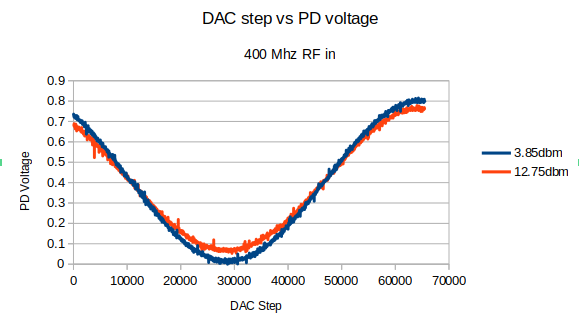 DAC step vs PD voltage
400 Mhz RF in
0.9
0.8
0.7
0.6
0.5
0.4
0.3
0.2
0.1
0
PD Voltage
0 10000 20000 30000 40000 50000 60000 70000
DAC Step
3.85dbm
12.75dbm